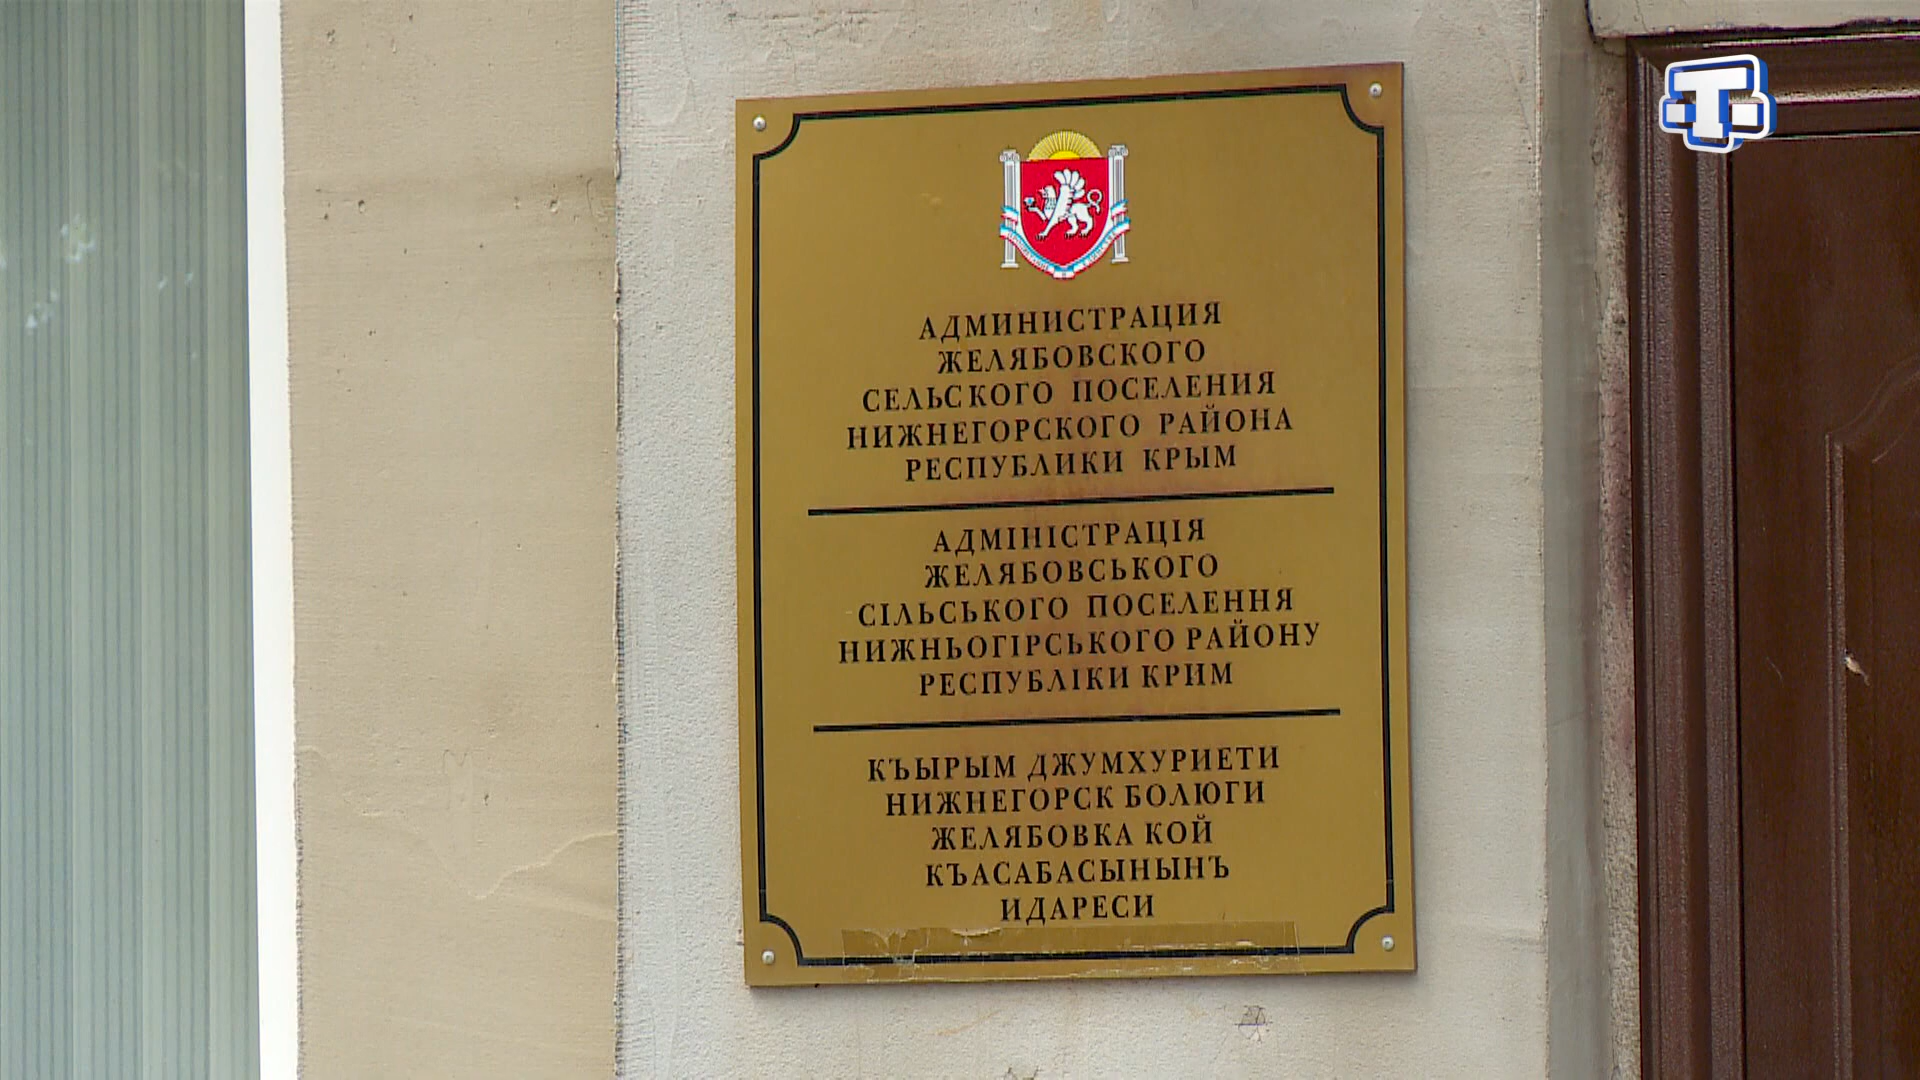 АДМИНИСТРАЦИЯ
ЖЕЛЯБОВСКОГО
СЕЛЬСКОГО ПОСЕЛЕНИЯ
НИЖНЕГОРСКОГО РАЙОНА
РЕСПУБЛИКИ КРЫМ
АДМІНІСТРАЦІЯ
ЖЕЛЯБОВСЬКОГО
СІЛЬСЬКОГО ПОСЕЛЕННЯ
НИЖНЬОГІРСЬКОГО РАЙОНУ
РЕСПУБЛІКИ КРИМ
КЪЫРЫМ ДЖУМХУРИЕТИ
НИЖНЕГОРСК БОЛЮГИ
ЖЕЛЯБОВКА КОЙ
КЪАСАБАСЫНЫНЪ
ИДАРЕСИ